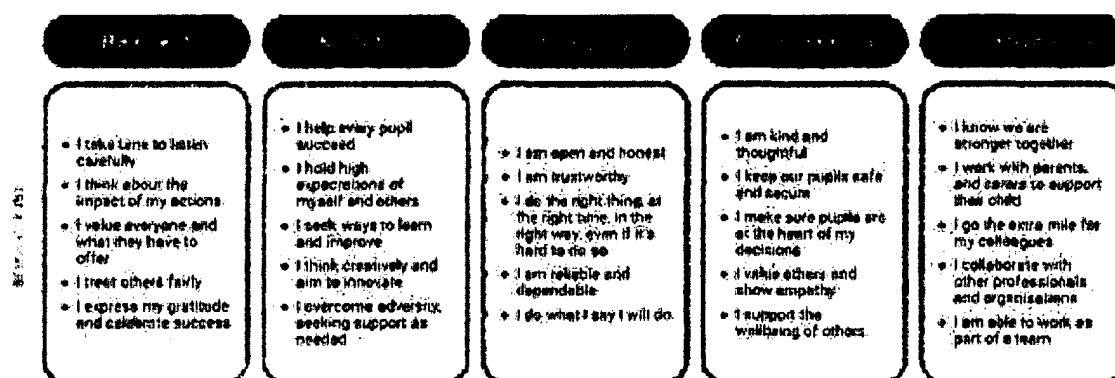 I take time to listen
carefully
I think about the
impact of my actions
I value everyone and
what they have to
offer
I treat others fairly
I express my gratitude
and celebrate success
I help every pupil
succeed
I hold high
expectations of
myself and others
I seek ways to learn
and improve
I think creatively and
aim to innovate
I overcome adversity,
seeking support as
needed
I am open and honest
I am trustworthy
I do the right thing, at
the right time, in the
right way, even if it's
hard to do so
I am reliable and
dependable
I do what I say I will do.
I am kind and
thoughtful
I keep our pupils safe
and secure
I make sure pupils are
at the heart of my
decisions
I value others and
show empathy
I support the
wellbeing of others
I know we are
stronger together
I work with parents,
and carers to support
their child
I go the extra mile for
my colleagues
I collaborate with
other professionals
and organisations
I am able to work as
part of a team